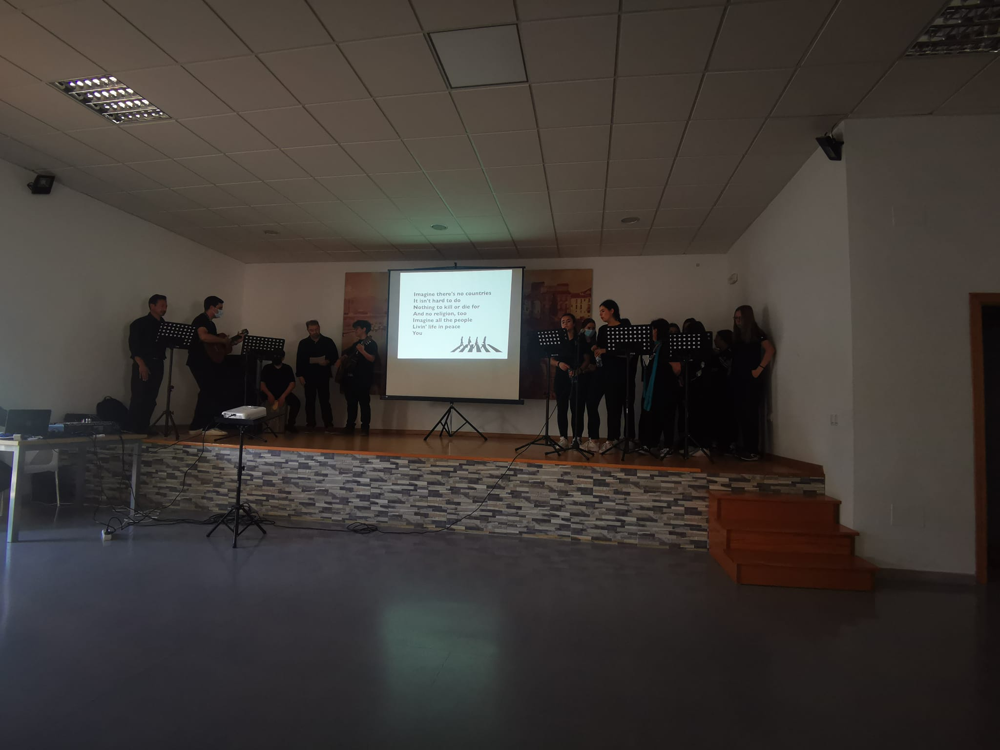 Imagine there's no countries
It isn't hard to do
Nothing to kill or die for
And no religion, too
Imagine all the people
Livin' life in peace
You